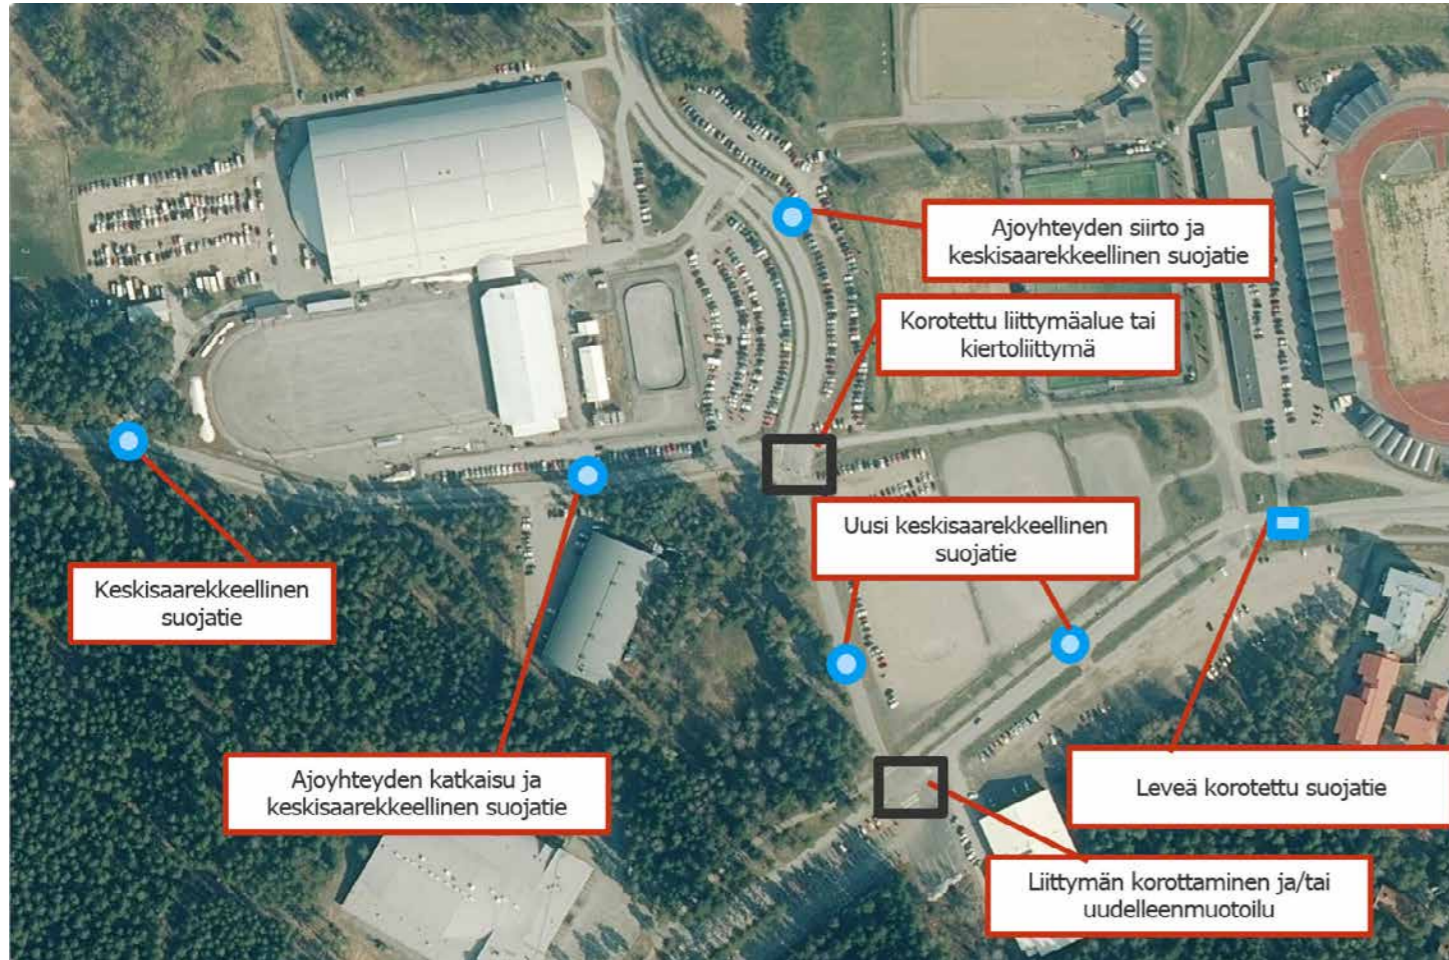 Ajoyhteyden siirto ja
keskisaarekkeellinen suojatie
Korotettu liittymäalue tai
kiertoliittymä
Uusi keskisaarekkeellinen
suojatie
Keskisaarekkeellinen
suojatie
Ajoyhteyden katkaisu ja
keskisaarekkeellinen suojatie
Leveä korotettu suojatie
Liittymän korottaminen ja/tai
uudelleenmuotoilu